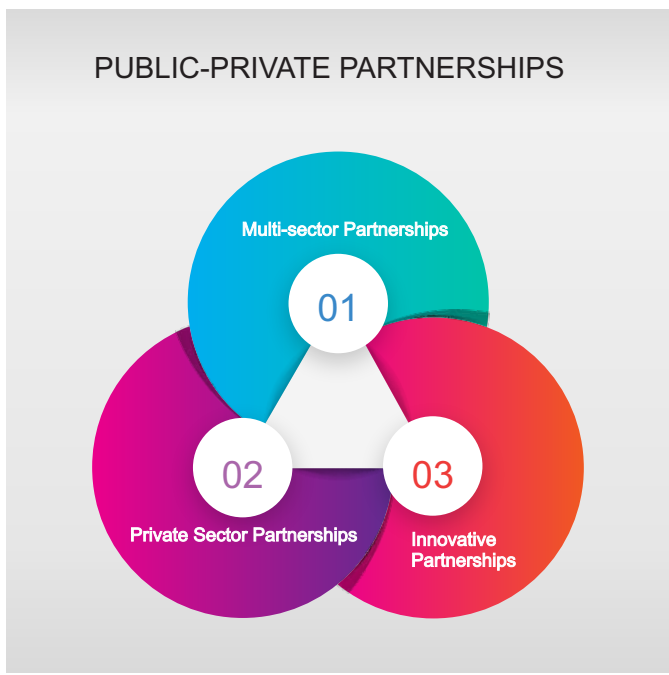 PUBLIC-PRIVATE PARTNERSHIPS
Multi-sector Partnerships
01
02
Private Sector Partnerships
03
Innovative
Partnerships